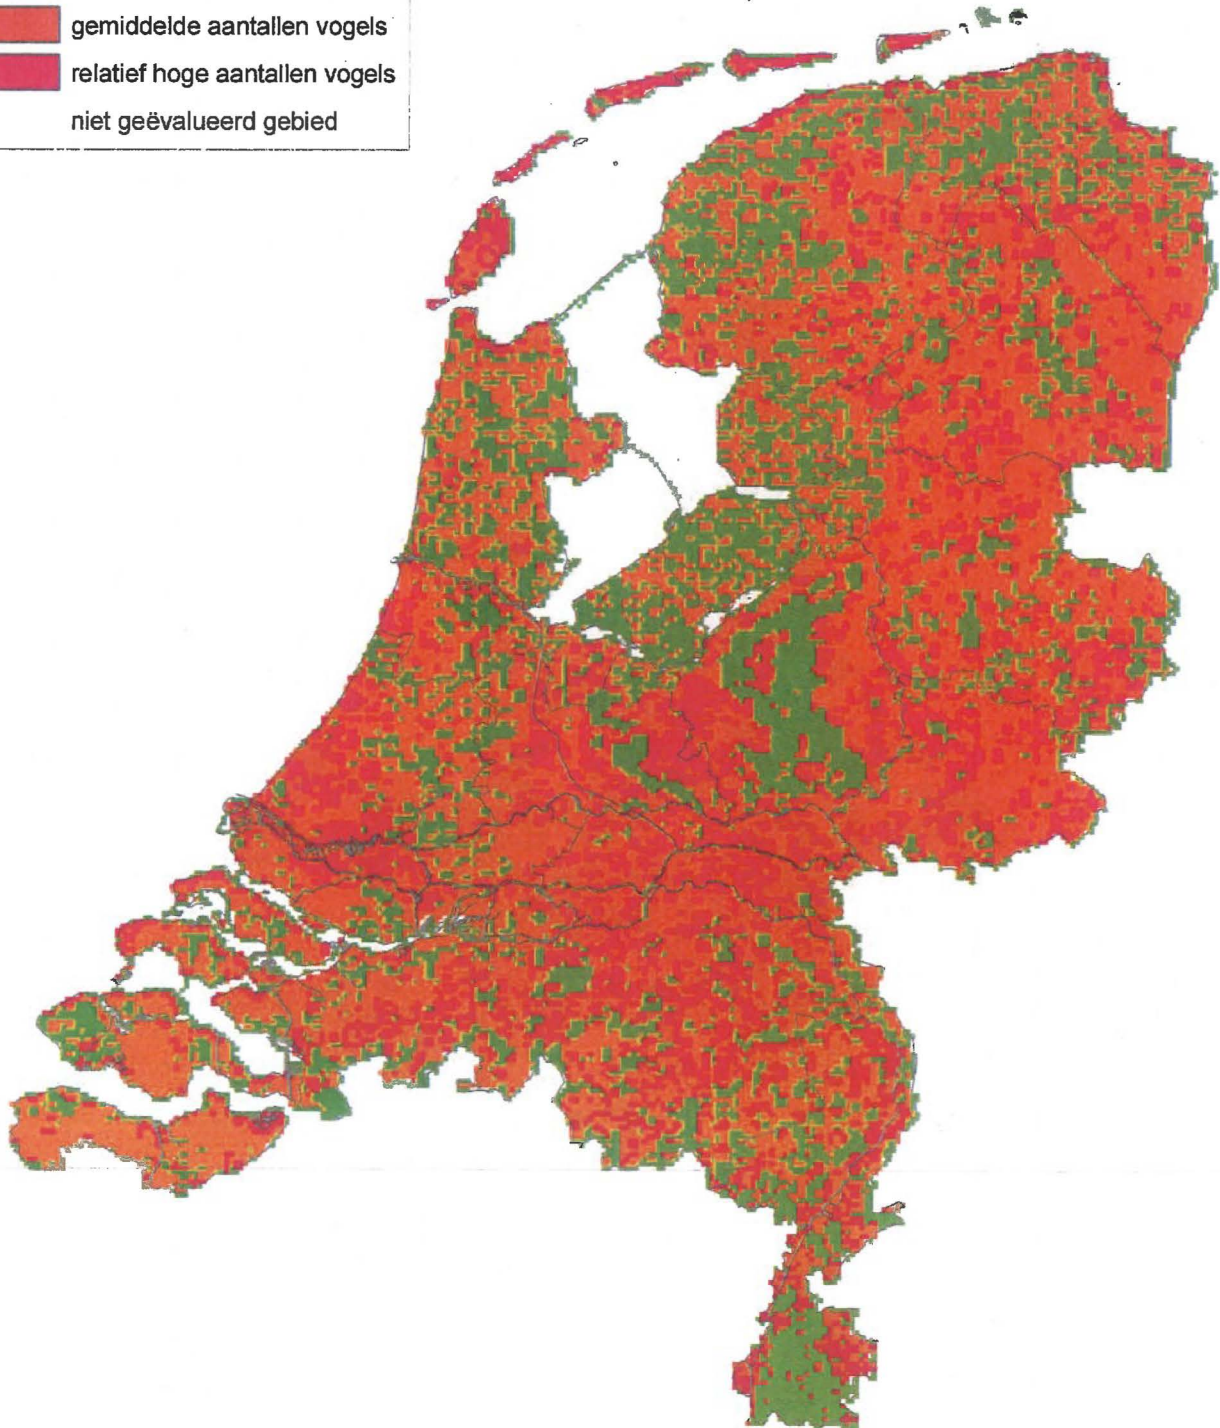 gemiddelde aantallen vogels
relatief hoge aantallen vogels
niet geëvalueerd gebied